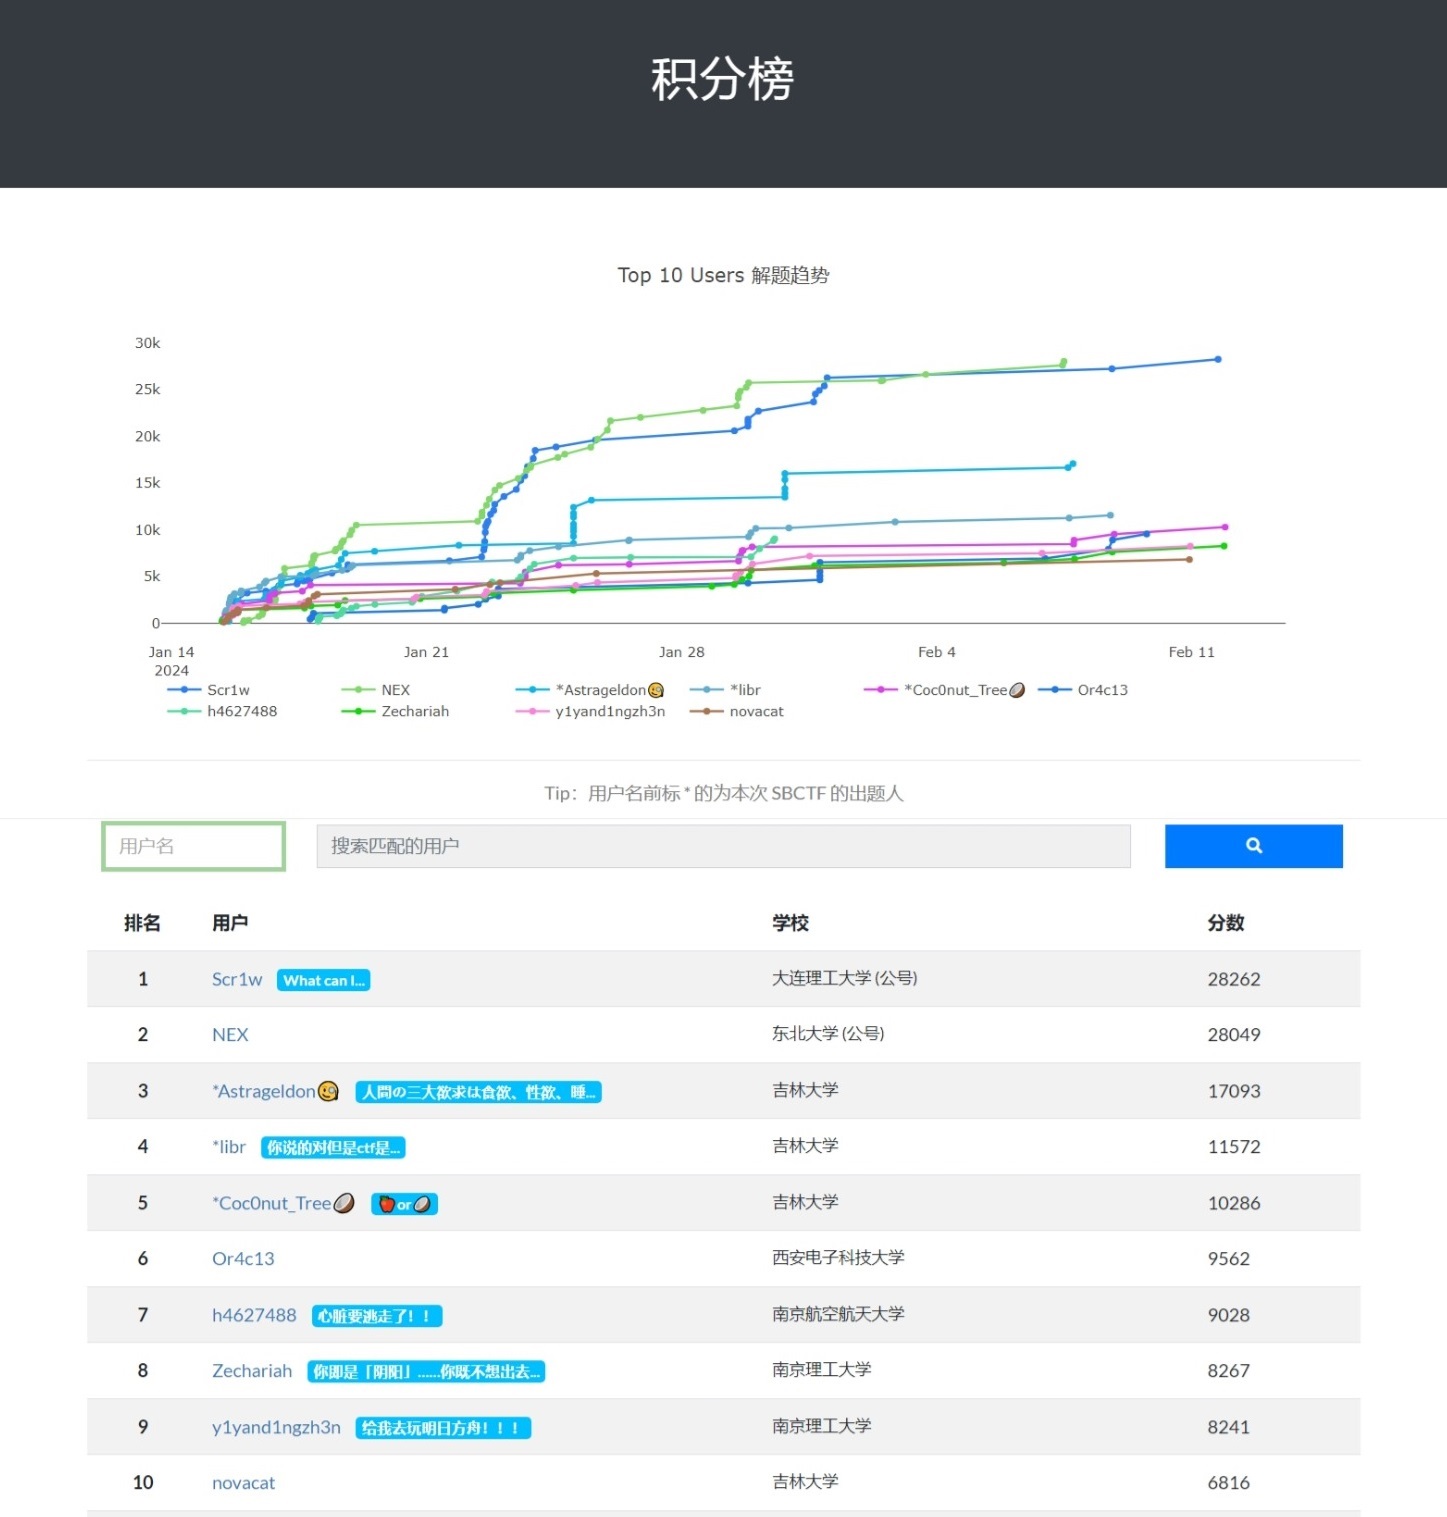 积分榜
Top 10 Users 解题趋势
30k
25k
20k
15k
10k
5k
0
Jan 14 Jan 21 Jan 28 Feb 4 Feb 11
2024
Scr1w NEX *Astrageldon🧐 *libr *Coc0nut_Tree🥥 Or4c13
h4627488 Zechariah y1yand1ngzh3n novacat
Tip：用户名前标 * 的为本次 SBCTF 的出题人
用户名 搜索匹配的用户
排名 用户 学校 分数
1 Scr1w What can I... 大连理工大学 (公号) 28262
2 NEX 东北大学 (公号) 28049
3 *Astrageldon🧐 人間の三大欲求は食欲、性欲、睡... 吉林大学 17093
4 *libr 你说的对但是ctf是... 吉林大学 11572
5 *Coc0nut_Tree🥥 🍎or🥥 吉林大学 10286
6 Or4c13 西安电子科技大学 9562
7 h4627488 心脏要逃走了！！ 南京航空航天大学 9028
8 Zechariah 你即是「阴阳」……你既不想出去... 南京理工大学 8267
9 y1yand1ngzh3n 给我去玩明日方舟！！！ 南京理工大学 8241
10 novacat 吉林大学 6816